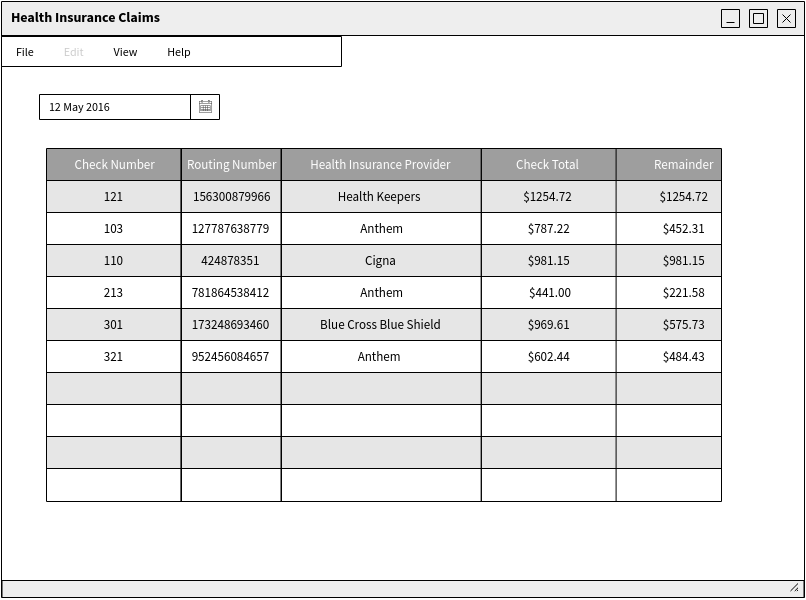 Health Insurance Claims
File Edit View Help
12 May 2016
Check Number Routing Number Health Insurance Provider Check Total Remainder
121 156300879966 Health Keepers $1254.72 $1254.72
103 127787638779 Anthem $787.22 $452.31
110 424878351 Cigna $981.15 $981.15
213 781864538412 Anthem $441.00 $221.58
301 173248693460 Blue Cross Blue Shield $969.61 $575.73
321 952456084657 Anthem $602.44 $484.43